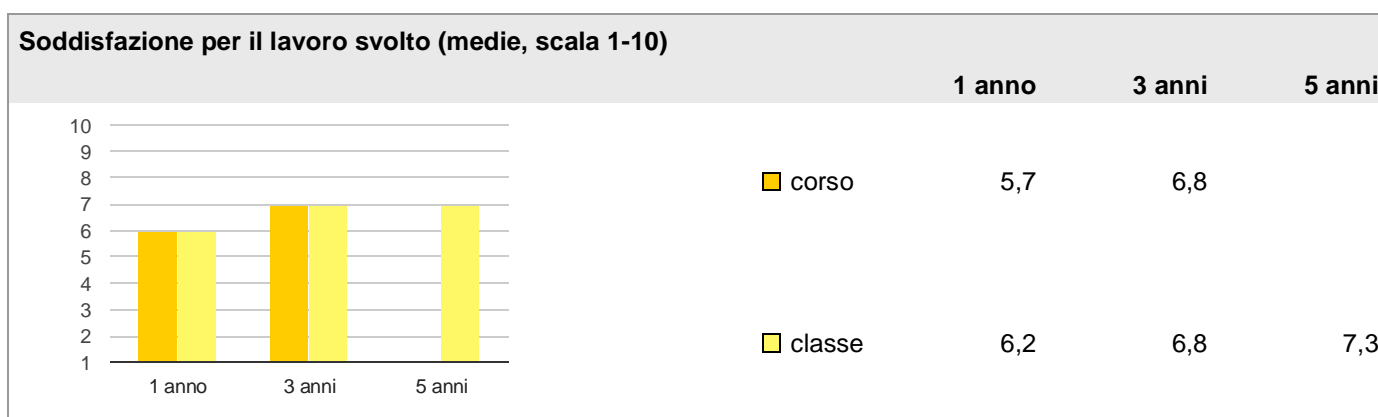 Soddisfazione per il lavoro svolto (medie, scala 1-10)
1 anno 3 anni 5 anni
10
9
8
7
6
5
4
3
2
1
1 anno 3 anni 5 anni
corso 5,7 6,8
classe 6,2 6,8 7,3